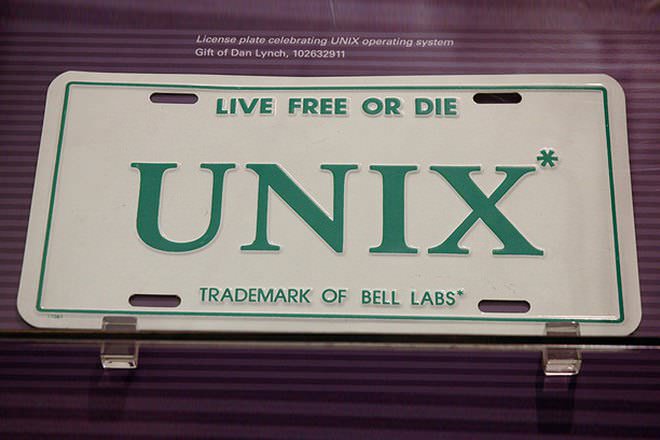 License plate celebrating UNIX operating system
Gift of Dan Lynch, 102632911
LIVE FREE OR DIE
UNIX*
TRADEMARK OF BELL LABS*